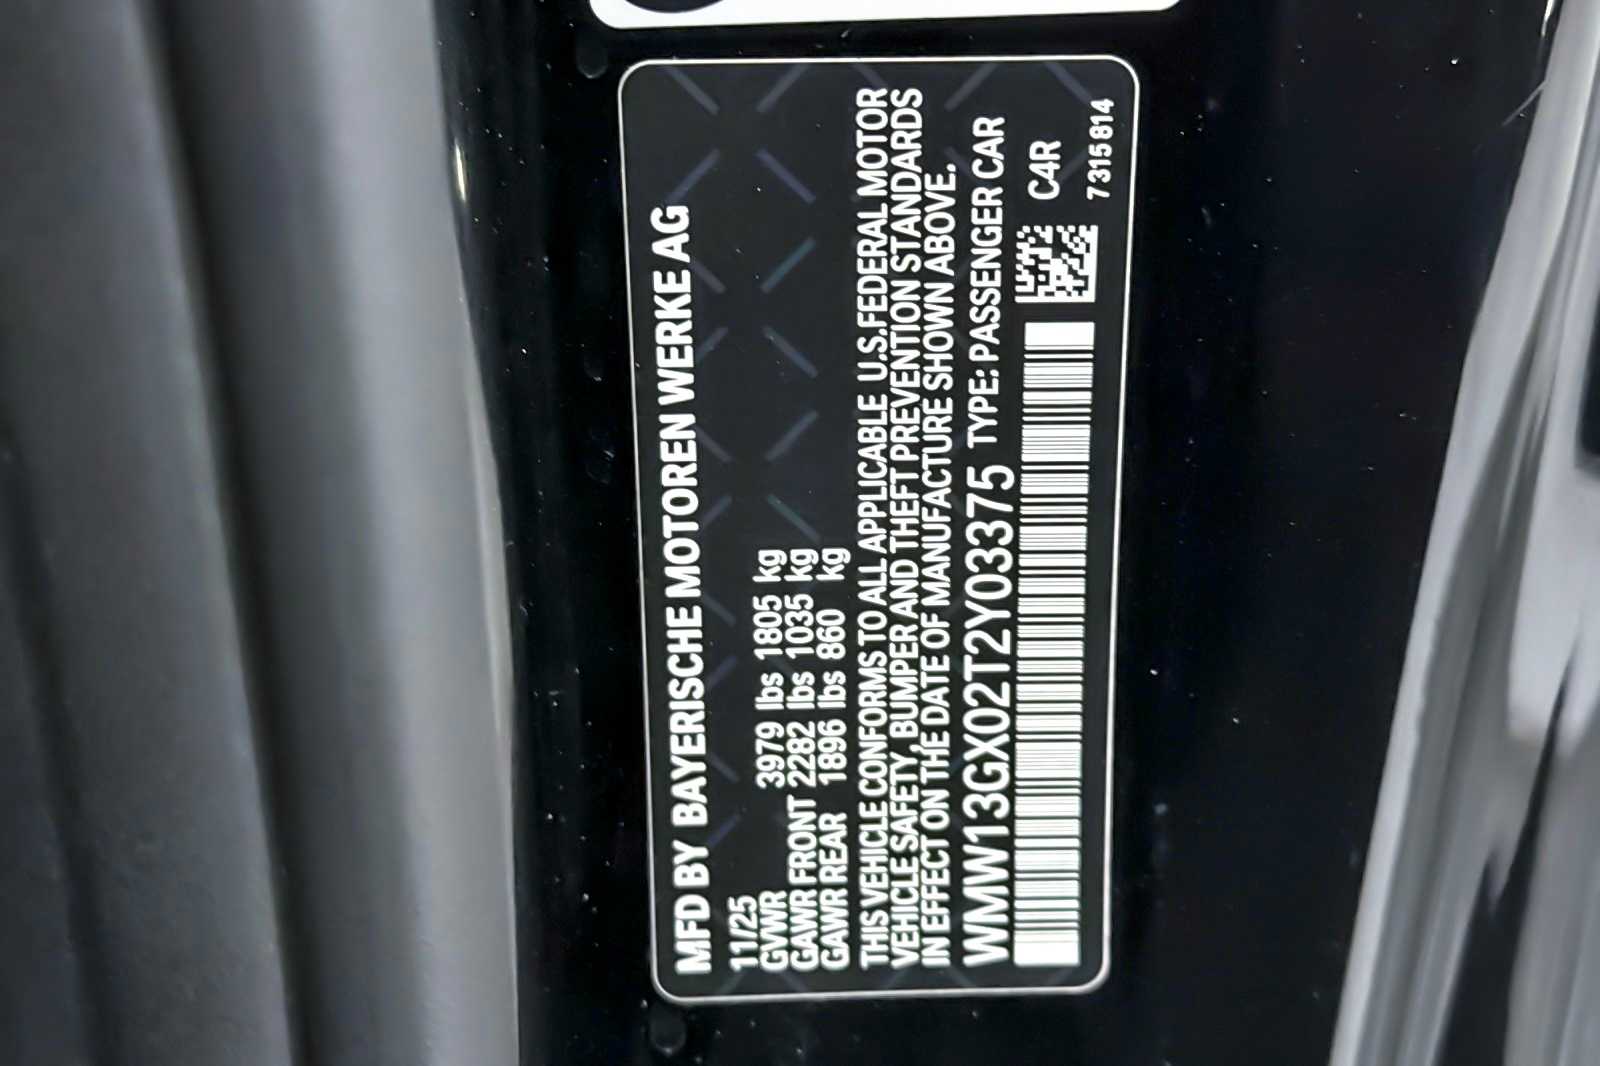 MFD BY BAYERISCHE MOTOREN WERKE AG
11/25
GVWR 3979 lbs 1805 kg
GAWR FRONT 2282 lbs 1035 kg
GAWR REAR 1896 lbs 860 kg
THIS VEHICLE CONFORMS TO ALL APPLICABLE U.S.FEDERAL MOTOR
VEHICLE SAFETY, BUMPER AND THEFT PREVENTION STANDARDS
IN EFFECT ON THE DATE OF MANUFACTURE SHOWN ABOVE.
WMW13GX02T2Y03375 TYPE: PASSENGER CAR
C4R
7315814